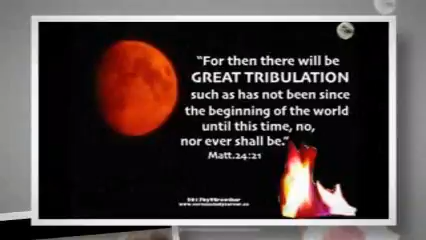 "For then there will be
GREAT TRIBULATION
such as has not been since
the beginning of the world
until this time, no,
nor ever shall be."
Matt.24:21